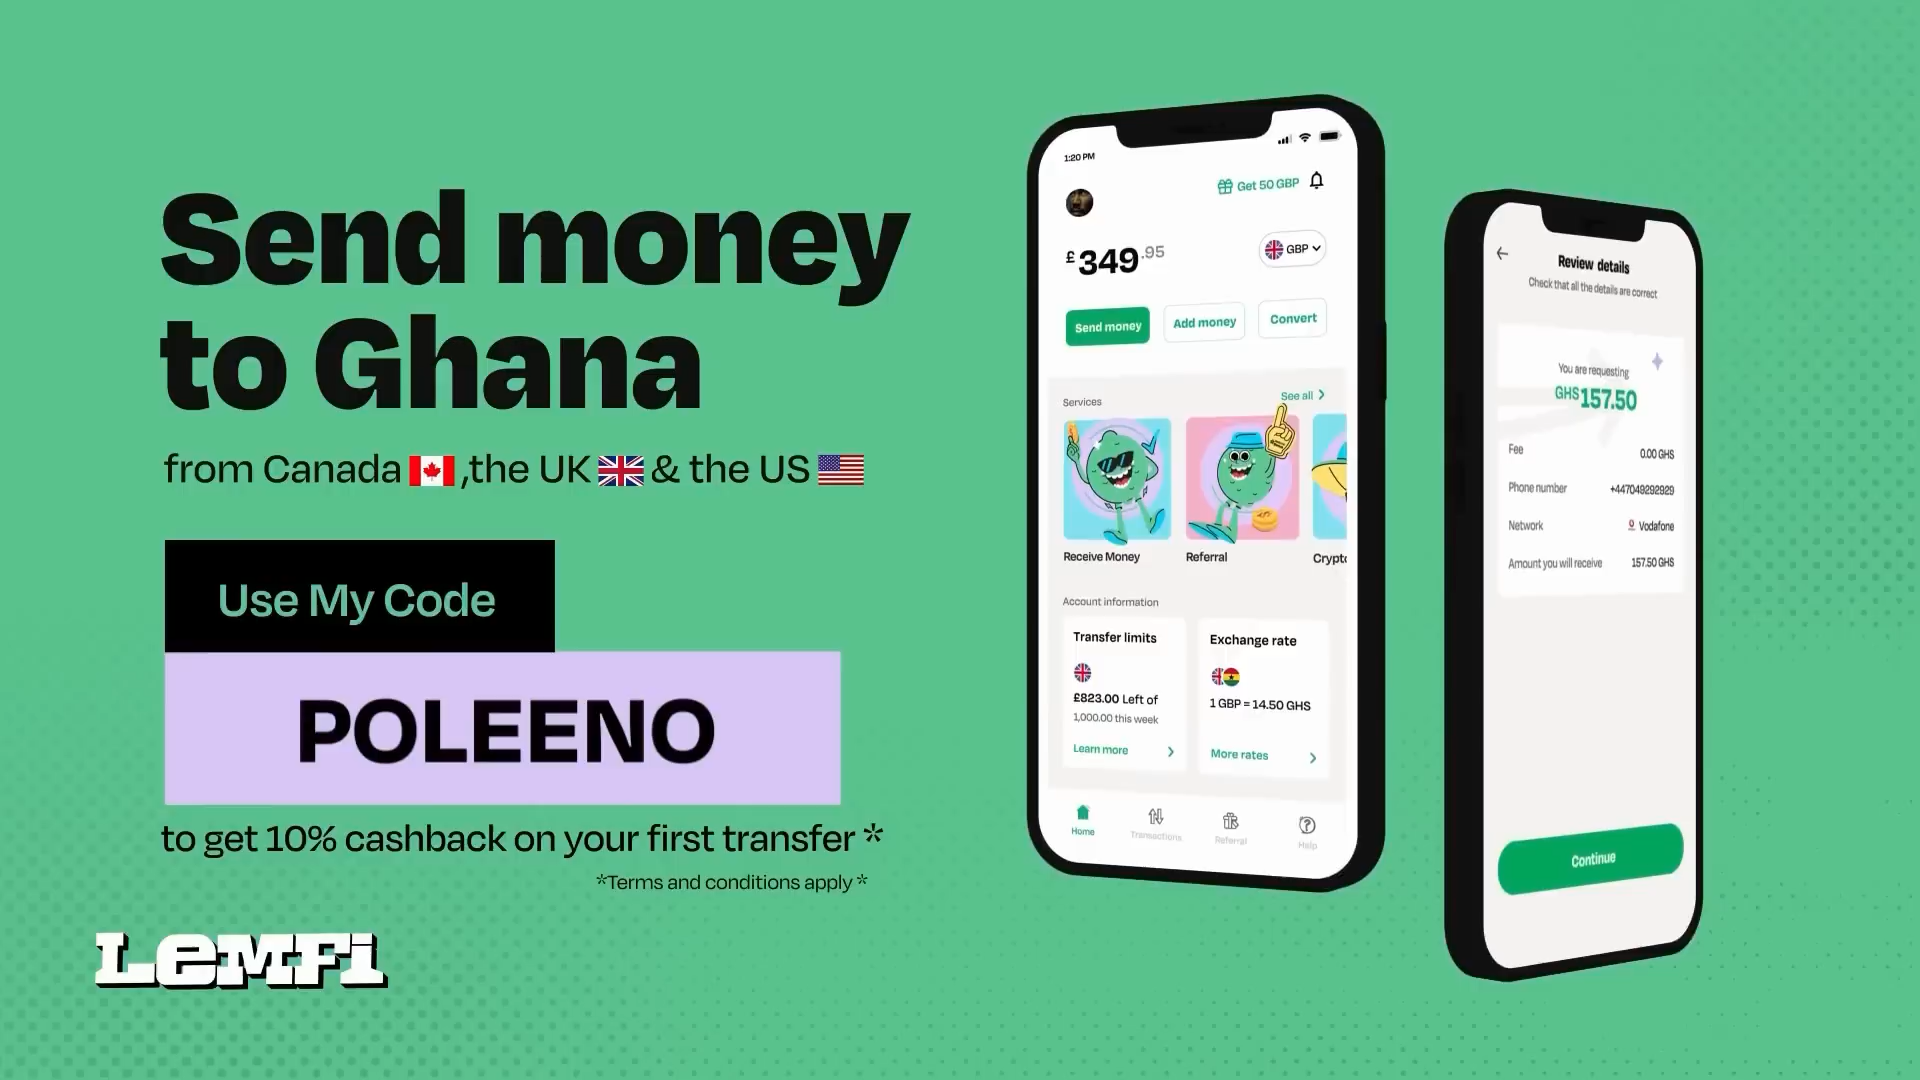 Send money
to Ghana
from Canada ,the UK & the US
Use My Code
POLEENO
to get 10% cashback on your first transfer *
*Terms and conditions apply *
LemFi
1:20 PM
Get 50 GBP
£349.95
GBP
Send money
Add money
Convert
Services
See all
Receive Money
Referral
Crypto
Account information
Transfer limits
£823.00 Left of
1,000.00 this week
Learn more
Exchange rate
1 GBP = 14.50 GHS
More rates
Home
Transactions
Referral
Help
Review details
Check that all the details are correct
You are requesting
GHS157.50
Fee 0.00 GHS
Phone number +447049292929
Network Vodafone
Amount you will receive 157.50 GHS
Continue